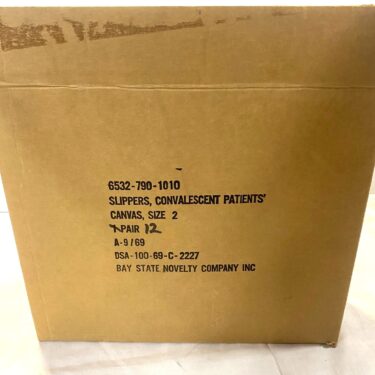 6532-790-1010
SLIPPERS, CONVALESCENT PATIENTS'
CANVAS, SIZE 2
PAIR 12
A-9/69
DSA-100-69-C-2227
BAY STATE NOVELTY COMPANY INC